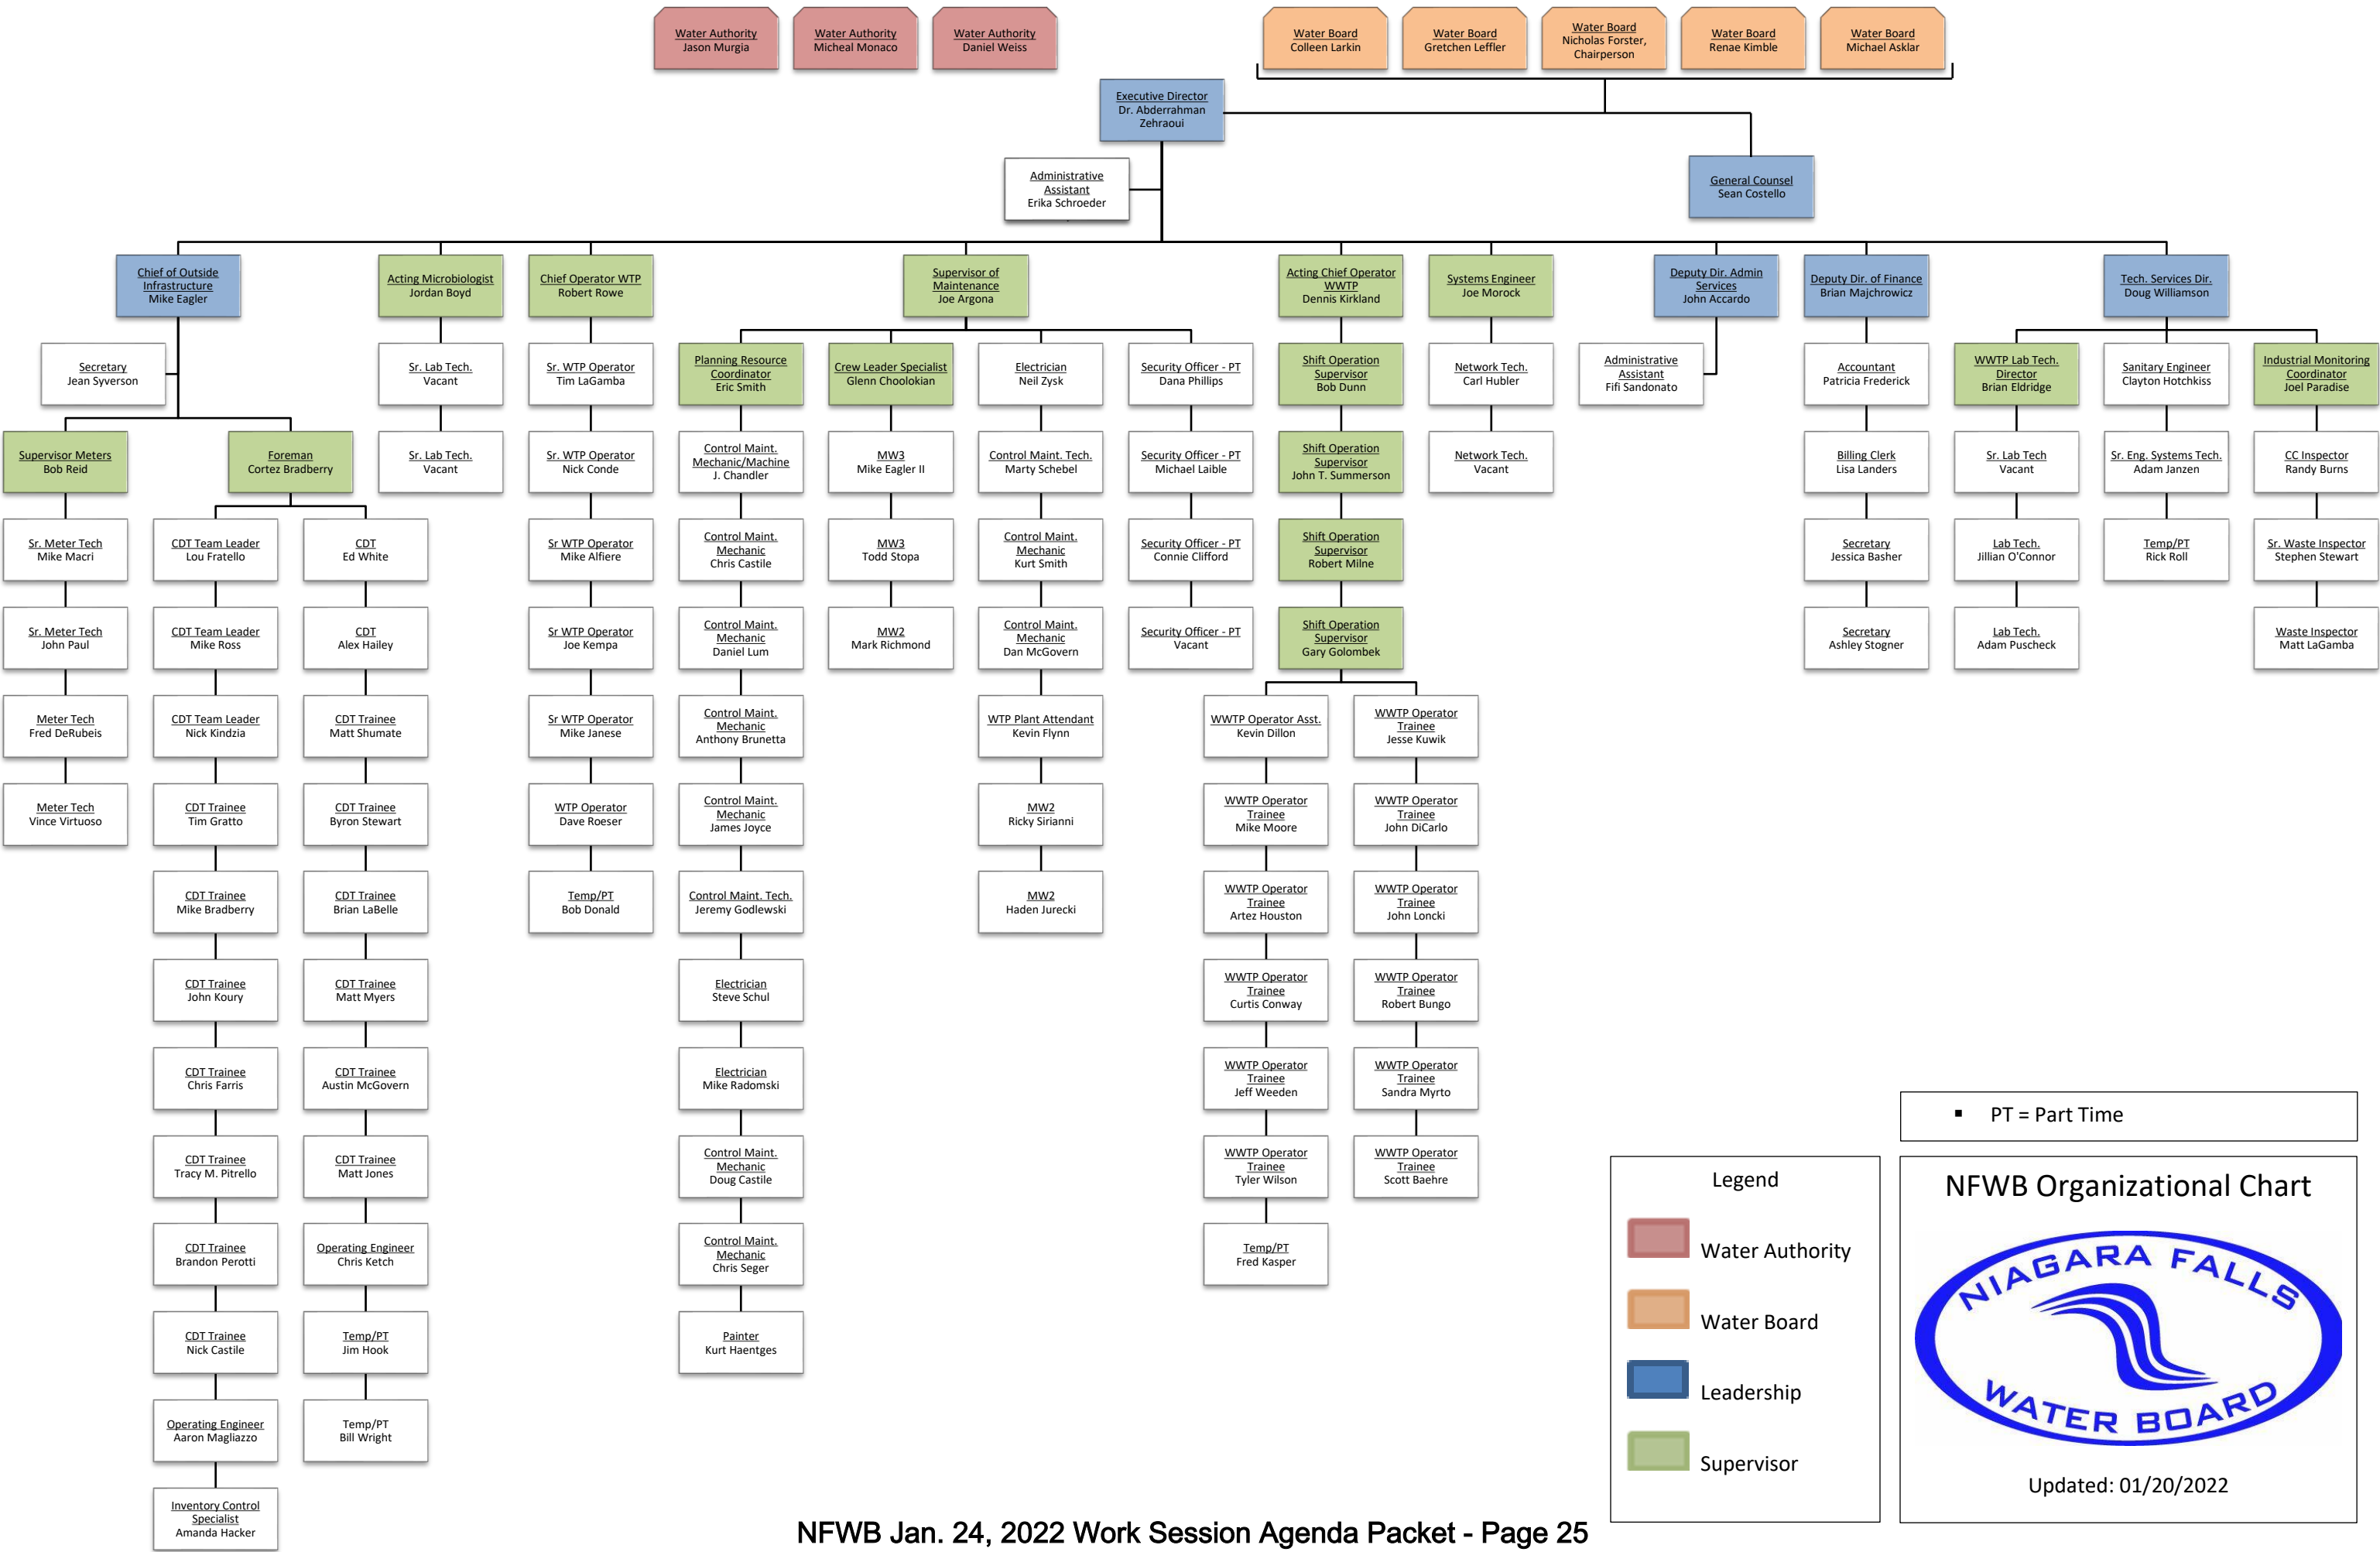 Water Authority
Jason Murgia
Water Authority
Micheal Monaco
Water Authority
Daniel Weiss
Water Board
Colleen Larkin
Water Board
Gretchen Leffler
Water Board
Nicholas Forster,
Chairperson
Water Board
Renae Kimble
Water Board
Michael Asklar
Executive Director
Dr. Abderrahman
Zehraoui
Administrative
Assistant
Erika Schroeder
General Counsel
Sean Costello
Chief of Outside
Infrastructure
Mike Eagler
Secretary
Jean Syverson
Supervisor Meters
Bob Reid
Sr. Meter Tech
Mike Macri
Sr. Meter Tech
John Paul
Meter Tech
Fred DeRubeis
Meter Tech
Vince Virtuoso
Foreman
Cortez Bradberry
CDT Team Leader
Lou Fratello
CDT Team Leader
Mike Ross
CDT Team Leader
Nick Kindzia
CDT Trainee
Tim Gratto
CDT Trainee
Mike Bradberry
CDT Trainee
John Koury
CDT Trainee
Chris Farris
CDT Trainee
Tracy M. Pitrello
CDT Trainee
Brandon Perotti
CDT Trainee
Nick Castile
Operating Engineer
Aaron Magliazzo
Inventory Control
Specialist
Amanda Hacker
CDT
Ed White
CDT
Alex Hailey
CDT Trainee
Matt Shumate
CDT Trainee
Byron Stewart
CDT Trainee
Brian LaBelle
CDT Trainee
Matt Myers
CDT Trainee
Austin McGovern
CDT Trainee
Matt Jones
Operating Engineer
Chris Ketch
Temp/PT
Jim Hook
Temp/PT
Bill Wright
Acting Microbiologist
Jordan Boyd
Sr. Lab Tech.
Vacant
Sr. Lab Tech.
Vacant
Chief Operator WTP
Robert Rowe
Sr. WTP Operator
Tim LaGamba
Sr. WTP Operator
Nick Conde
Sr WTP Operator
Mike Alfiere
Sr WTP Operator
Joe Kempa
Sr WTP Operator
Mike Janese
WTP Operator
Dave Roeser
Temp/PT
Bob Donald
Supervisor of
Maintenance
Joe Argona
Planning Resource
Coordinator
Eric Smith
Control Maint.
Mechanic/Machine
J. Chandler
Control Maint.
Mechanic
Chris Castile
Control Maint.
Mechanic
Daniel Lum
Control Maint.
Mechanic
Anthony Brunetta
Control Maint.
Mechanic
James Joyce
Control Maint. Tech.
Jeremy Godlewski
Electrician
Steve Schul
Electrician
Mike Radomski
Control Maint.
Mechanic
Doug Castile
Control Maint.
Mechanic
Chris Seger
Painter
Kurt Haentges
Crew Leader Specialist
Glenn Choolokian
MW3
Mike Eagler II
MW3
Todd Stopa
MW2
Mark Richmond
Electrician
Neil Zysk
Control Maint. Tech.
Marty Schebel
Control Maint.
Mechanic
Kurt Smith
Control Maint.
Mechanic
Dan McGovern
WTP Plant Attendant
Kevin Flynn
MW2
Ricky Sirianni
MW2
Haden Jurecki
Security Officer - PT
Dana Phillips
Security Officer - PT
Michael Laible
Security Officer - PT
Connie Clifford
Security Officer - PT
Vacant
Acting Chief Operator
WWTP
Dennis Kirkland
Shift Operation
Supervisor
Bob Dunn
Shift Operation
Supervisor
John T. Summerson
Shift Operation
Supervisor
Robert Milne
Shift Operation
Supervisor
Gary Golombek
WWTP Operator Asst.
Kevin Dillon
WWTP Operator
Trainee
Mike Moore
WWTP Operator
Trainee
Artez Houston
WWTP Operator
Trainee
Curtis Conway
WWTP Operator
Trainee
Jeff Weeden
WWTP Operator
Trainee
Tyler Wilson
Temp/PT
Fred Kasper
WWTP Operator
Trainee
Jesse Kuwik
WWTP Operator
Trainee
John DiCarlo
WWTP Operator
Trainee
John Loncki
WWTP Operator
Trainee
Robert Bungo
WWTP Operator
Trainee
Sandra Myrto
WWTP Operator
Trainee
Scott Baehre
Systems Engineer
Joe Morock
Network Tech.
Carl Hubler
Network Tech.
Vacant
Deputy Dir. Admin
Services
John Accardo
Administrative
Assistant
Fifi Sandonato
Deputy Dir. of Finance
Brian Majchrowicz
Accountant
Patricia Frederick
Billing Clerk
Lisa Landers
Secretary
Jessica Basher
Secretary
Ashley Stogner
Tech. Services Dir.
Doug Williamson
WWTP Lab Tech.
Director
Brian Eldridge
Sr. Lab Tech
Vacant
Lab Tech.
Jillian O'Connor
Lab Tech.
Adam Puscheck
Sanitary Engineer
Clayton Hotchkiss
Sr. Eng. Systems Tech.
Adam Janzen
Temp/PT
Rick Roll
Industrial Monitoring
Coordinator
Joel Paradise
CC Inspector
Randy Burns
Sr. Waste Inspector
Stephen Stewart
Waste Inspector
Matt LaGamba
▪ PT = Part Time
Legend
Water Authority
Water Board
Leadership
Supervisor
NFWB Organizational Chart
NIAGARA FALLS
WATER BOARD
Updated: 01/20/2022
NFWB Jan. 24, 2022 Work Session Agenda Packet - Page 25